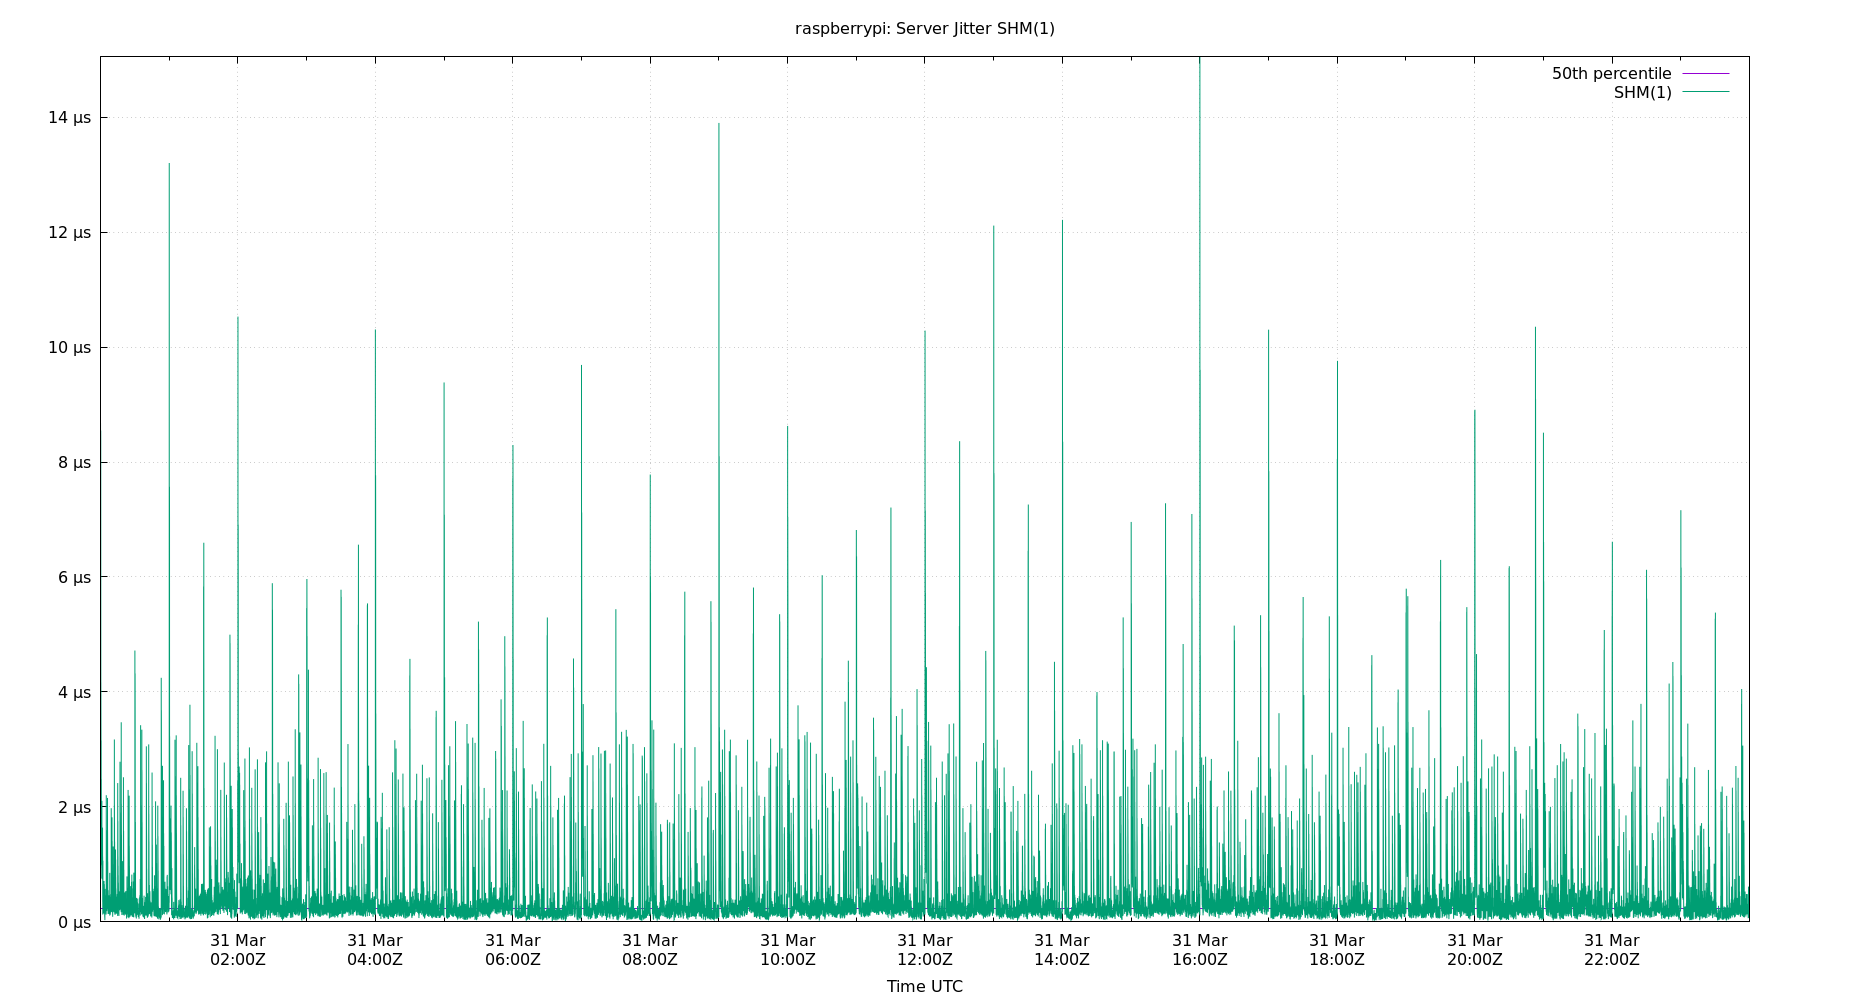 raspberrypi: Server Jitter SHM(1)
50th percentile
SHM(1)
14 µs
12 µs
10 µs
8 µs
6 µs
4 µs
2 µs
0 µs
31 Mar 31 Mar 31 Mar 31 Mar 31 Mar 31 Mar 31 Mar 31 Mar 31 Mar 31 Mar 31 Mar
02:00Z 04:00Z 06:00Z 08:00Z 10:00Z 12:00Z 14:00Z 16:00Z 18:00Z 20:00Z 22:00Z
Time UTC